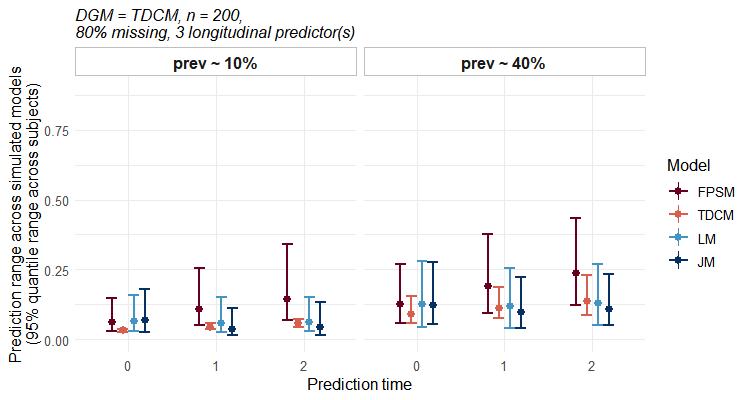 DGM = TDCM, n = 200,
80% missing, 3 longitudinal predictor(s)
prev ~ 10%
prev ~ 40%
Prediction range across simulated models
(95% quantile range across subjects)
0.75
0.50
0.25
0.00
0
1
2
0
1
2
Prediction time
Model
FPSM
TDCM
LM
JM